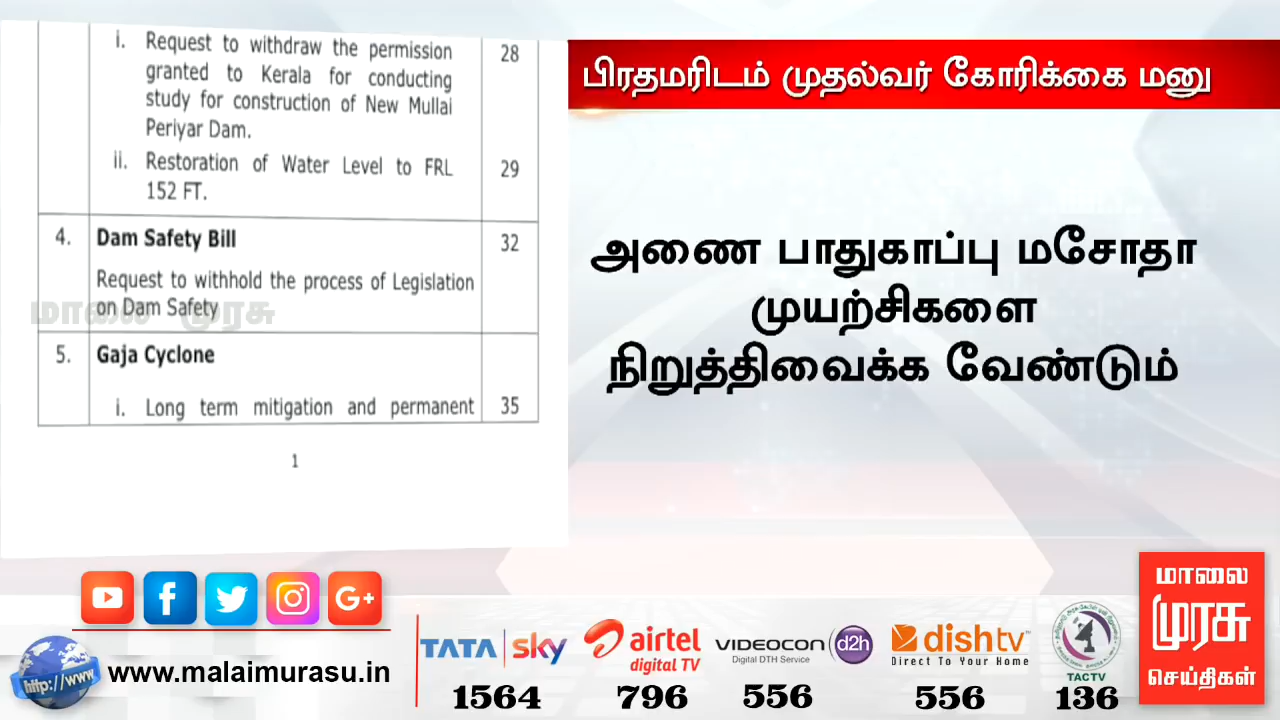 i. Request to withdraw the permission 28
granted to Kerala for conducting
study for construction of New Mullai
Periyar Dam.
ii. Restoration of Water Level to FRL 29
152 FT.
4. Dam Safety Bill 32
Request to withhold the process of Legislation
on Dam Safety
மாலை முரசு
5. Gaja Cyclone
i. Long term mitigation and permanent 35
1
பிரதமரிடம் முதல்வர் கோரிக்கை மனு
அணை பாதுகாப்பு மசோதா
முயற்சிகளை
நிறுத்திவைக்க வேண்டும்
G+
http://www
www.malaimurasu.in
TATA sky
1564
airtel
digital TV
796
VIDEOCON d2h
Digital DTH Service
556
dishtv
Direct To Your Home
556
TACTV
136
மாலை
முரசு
செய்திகள்